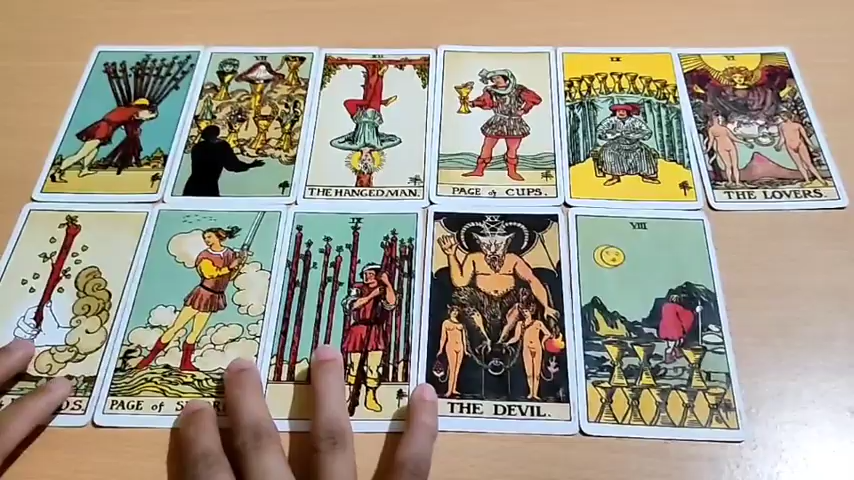 X
VII
XII
IX
VI
THE HANGED MAN.
PAGE of CUPS.
THE LOVERS.
IX
XV
VIII
DS.
PAGE of S
THE DEVIL.